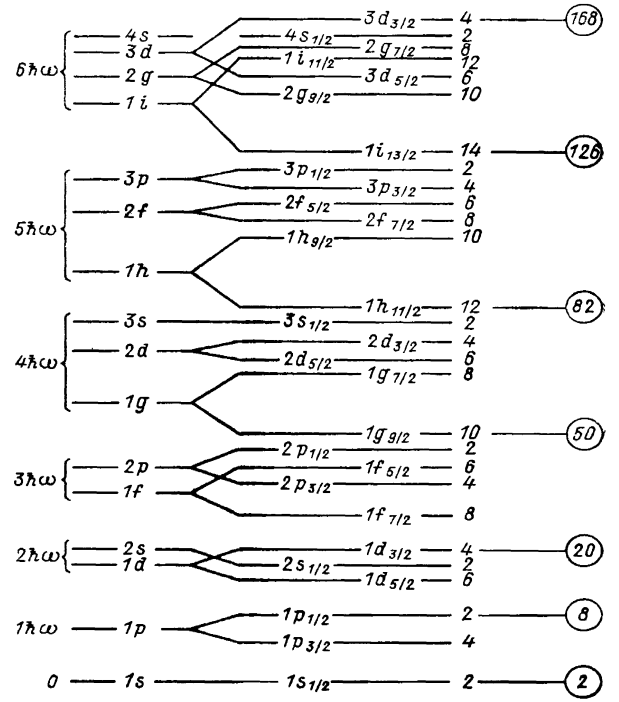 3d3/2 4 168
4s 4s1/2 2
3d 2g7/2 8
6ħω 1i11/2 12
2g 3d5/2 6
2g9/2 10
1i
1i13/2 14 126
3p 3p1/2 2
3p3/2 4
2f 2f5/2 6
5ħω 2f7/2 8
1h9/2 10
1h
1h11/2 12 82
3s 3s1/2 2
2d 2d3/2 4
4ħω 2d5/2 6
1g7/2 8
1g
1g9/2 10 50
2p1/2 2
2p 1f5/2 6
3ħω 2p3/2 4
1f
1f7/2 8
2s 1d3/2 4 20
2ħω 2s1/2 2
1d 1d5/2 6
1p1/2 2 8
1ħω 1p
1p3/2 4
0 1s 1s1/2 2 2